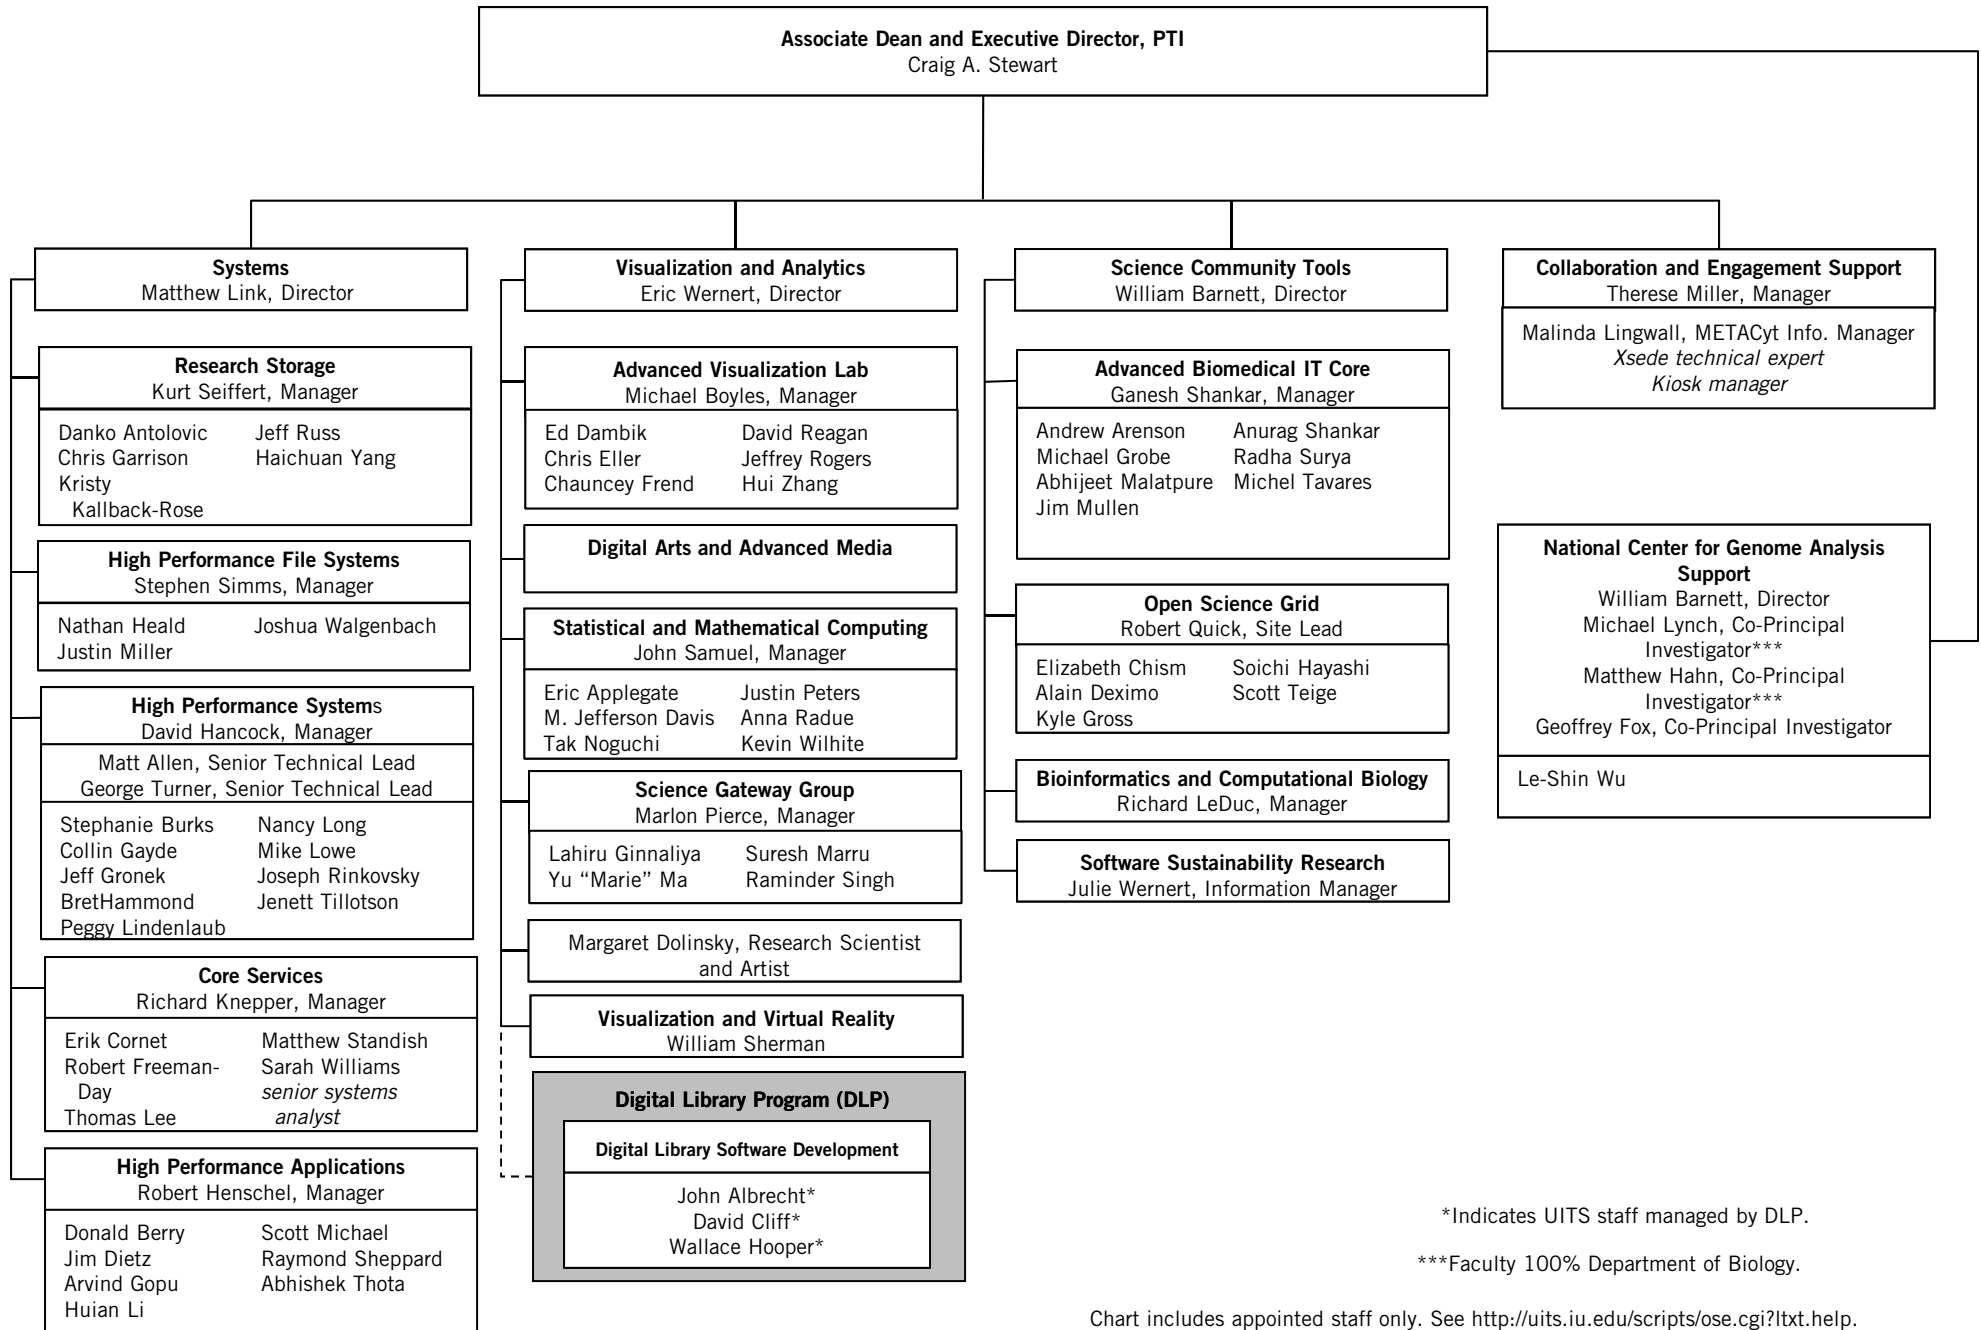 Associate Dean and Executive Director, PTI
Craig A. Stewart
Systems
Matthew Link, Director
Research Storage
Kurt Seiffert, Manager
Danko Antolovic
Chris Garrison
Kristy
Kallback-Rose
Jeff Russ
Haichuan Yang
High Performance File Systems
Stephen Simms, Manager
Nathan Heald
Justin Miller
Joshua Walgenbach
High Performance Systems
David Hancock, Manager
Matt Allen, Senior Technical Lead
George Turner, Senior Technical Lead
Stephanie Burks
Collin Gayde
Jeff Gronek
BretHammond
Peggy Lindenlaub
Nancy Long
Mike Lowe
Joseph Rinkovsky
Jenett Tillotson
Core Services
Richard Knepper, Manager
Erik Cornet
Robert Freeman-
Day
Thomas Lee
Matthew Standish
Sarah Williams
senior systems
analyst
High Performance Applications
Robert Henschel, Manager
Donald Berry
Jim Dietz
Arvind Gopu
Huian Li
Scott Michael
Raymond Sheppard
Abhishek Thota
Visualization and Analytics
Eric Wernert, Director
Advanced Visualization Lab
Michael Boyles, Manager
Ed Dambik
Chris Eller
Chauncey Frend
David Reagan
Jeffrey Rogers
Hui Zhang
Digital Arts and Advanced Media
Statistical and Mathematical Computing
John Samuel, Manager
Eric Applegate
M. Jefferson Davis
Tak Noguchi
Justin Peters
Anna Radue
Kevin Wilhite
Science Gateway Group
Marlon Pierce, Manager
Lahiru Ginnaliya
Yu “Marie” Ma
Suresh Marru
Raminder Singh
Margaret Dolinsky, Research Scientist
and Artist
Visualization and Virtual Reality
William Sherman
Digital Library Program (DLP)
Digital Library Software Development
John Albrecht*
David Cliff*
Wallace Hooper*
Science Community Tools
William Barnett, Director
Advanced Biomedical IT Core
Ganesh Shankar, Manager
Andrew Arenson
Michael Grobe
Abhijeet Malatpure
Jim Mullen
Anurag Shankar
Radha Surya
Michel Tavares
Open Science Grid
Robert Quick, Site Lead
Elizabeth Chism
Alain Deximo
Kyle Gross
Soichi Hayashi
Scott Teige
Bioinformatics and Computational Biology
Richard LeDuc, Manager
Software Sustainability Research
Julie Wernert, Information Manager
Collaboration and Engagement Support
Therese Miller, Manager
Malinda Lingwall, METACyt Info. Manager
Xsede technical expert
Kiosk manager
National Center for Genome Analysis
Support
William Barnett, Director
Michael Lynch, Co-Principal
Investigator***
Matthew Hahn, Co-Principal
Investigator***
Geoffrey Fox, Co-Principal Investigator
Le-Shin Wu
*Indicates UITS staff managed by DLP.
***Faculty 100% Department of Biology.
Chart includes appointed staff only. See http://uits.iu.edu/scripts/ose.cgi?ltxt.help.